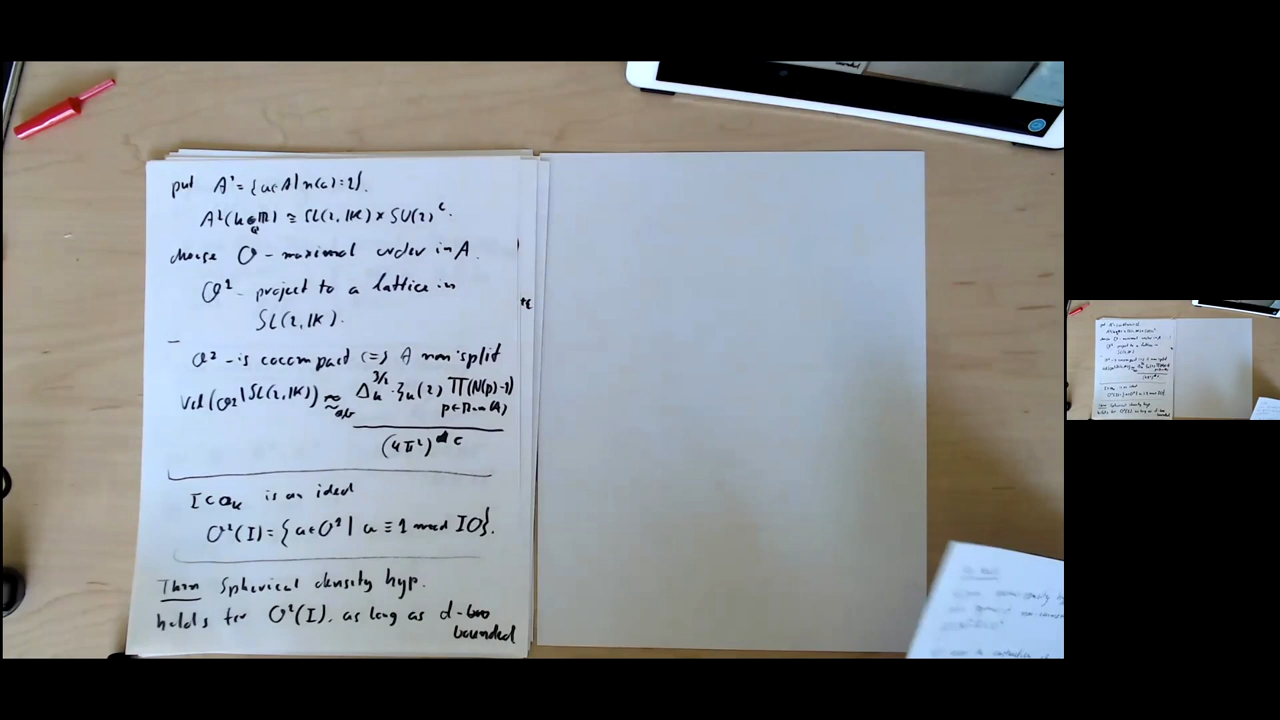 put A¹ = {a∈A | n(a)=1}.
A¹(k⊗_Q ℝ) ≅ SL(2,𝕂) × SU(2)^c.
choose O - maximal order in A.
O¹ - project to a lattice in
SL(2,𝕂).
O¹ - is cocompact ⟺ A nonsplit
Vol(O¹\SL(2,𝕂)) ≈_{a,b} Δ_k^{3/2} · ζ_k(2) ∏_{p∈Ram(A)} (N(p)-1)
(4π²)^c
I ⊂ O_k is an ideal
O¹(I) = {a∈O¹ | a ≡ 1 mod IO}.
Thm Spherical density hyp.
holds for O¹(I), as long as d-
bounded